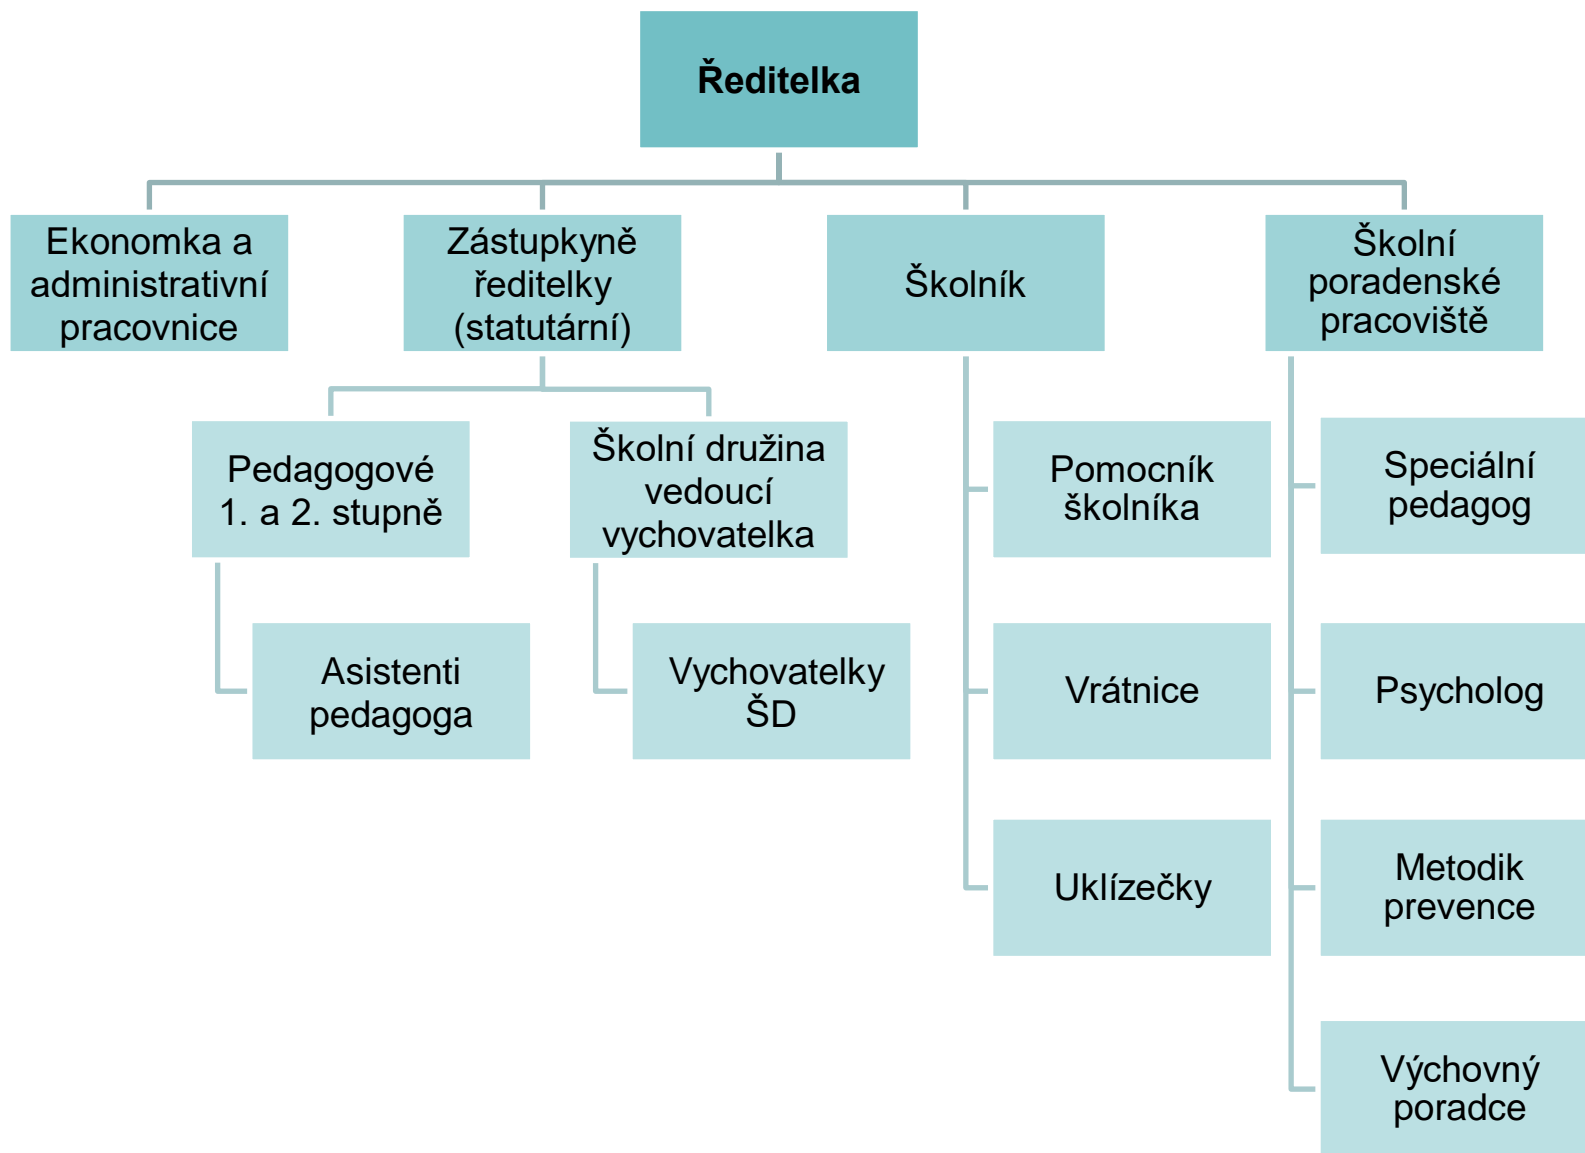 Ředitelka
Ekonomka a
administrativní
pracovnice
Zástupkyně
ředitelky
(statutární)
Školník
Školní
poradenské
pracoviště
Pedagogové
1. a 2. stupně
Školní družina
vedoucí
vychovatelka
Pomocník
školníka
Speciální
pedagog
Asistenti
pedagoga
Vychovatelky
ŠD
Vrátnice
Psycholog
Uklízečky
Metodik
prevence
Výchovný
poradce